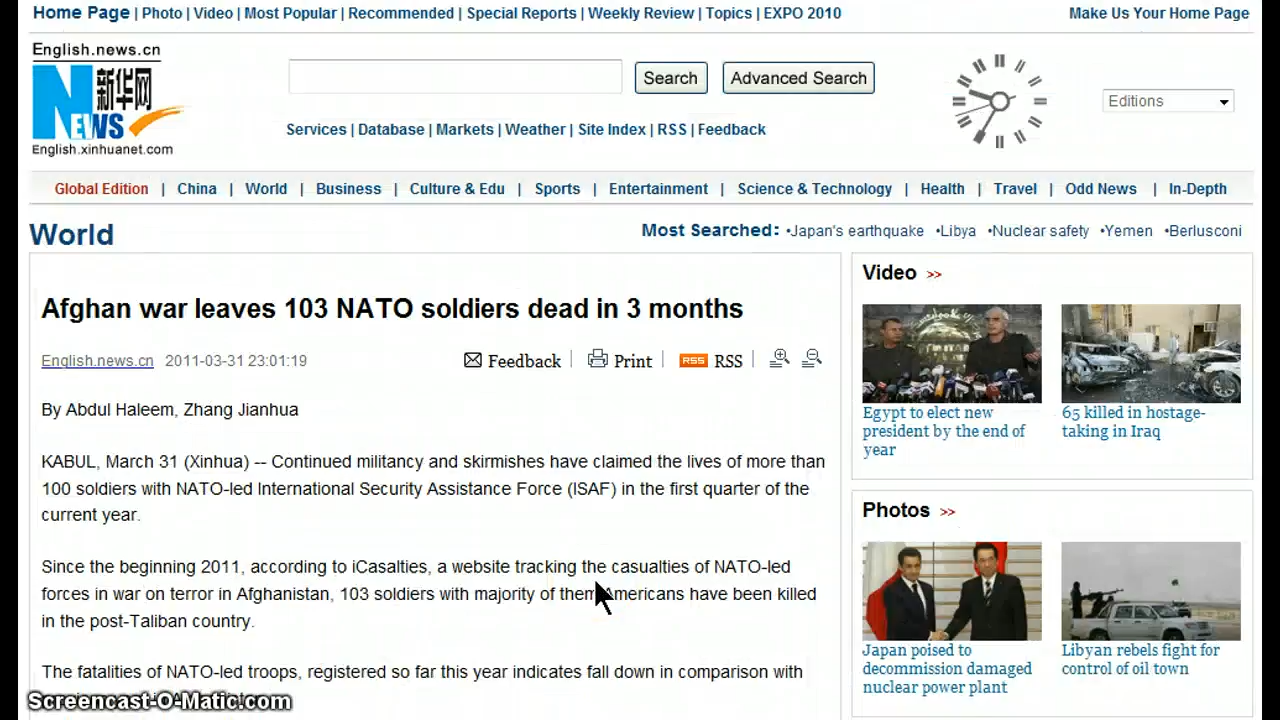 Home Page | Photo | Video | Most Popular | Recommended | Special Reports | Weekly Review | Topics | EXPO 2010
Make Us Your Home Page
English.news.cn
新华网
NEWS
English.xinhuanet.com
Search
Advanced Search
Editions
Services | Database | Markets | Weather | Site Index | RSS | Feedback
Global Edition | China | World | Business | Culture & Edu | Sports | Entertainment | Science & Technology | Health | Travel | Odd News | In-Depth
World
Most Searched: •Japan's earthquake •Libya •Nuclear safety •Yemen •Berlusconi
Afghan war leaves 103 NATO soldiers dead in 3 months
English.news.cn 2011-03-31 23:01:19
Feedback | Print | RSS RSS |
By Abdul Haleem, Zhang Jianhua
KABUL, March 31 (Xinhua) -- Continued militancy and skirmishes have claimed the lives of more than
100 soldiers with NATO-led International Security Assistance Force (ISAF) in the first quarter of the
current year.
Since the beginning 2011, according to iCasalties, a website tracking the casualties of NATO-led
forces in war on terror in Afghanistan, 103 soldiers with majority of them Americans have been killed
in the post-Taliban country.
The fatalities of NATO-led troops, registered so far this year indicates fall down in comparison with
Video >>
Egypt to elect new
president by the end of
year
65 killed in hostage-
taking in Iraq
Photos >>
Japan poised to
decommission damaged
nuclear power plant
Libyan rebels fight for
control of oil town
Screencast-O-Matic.com